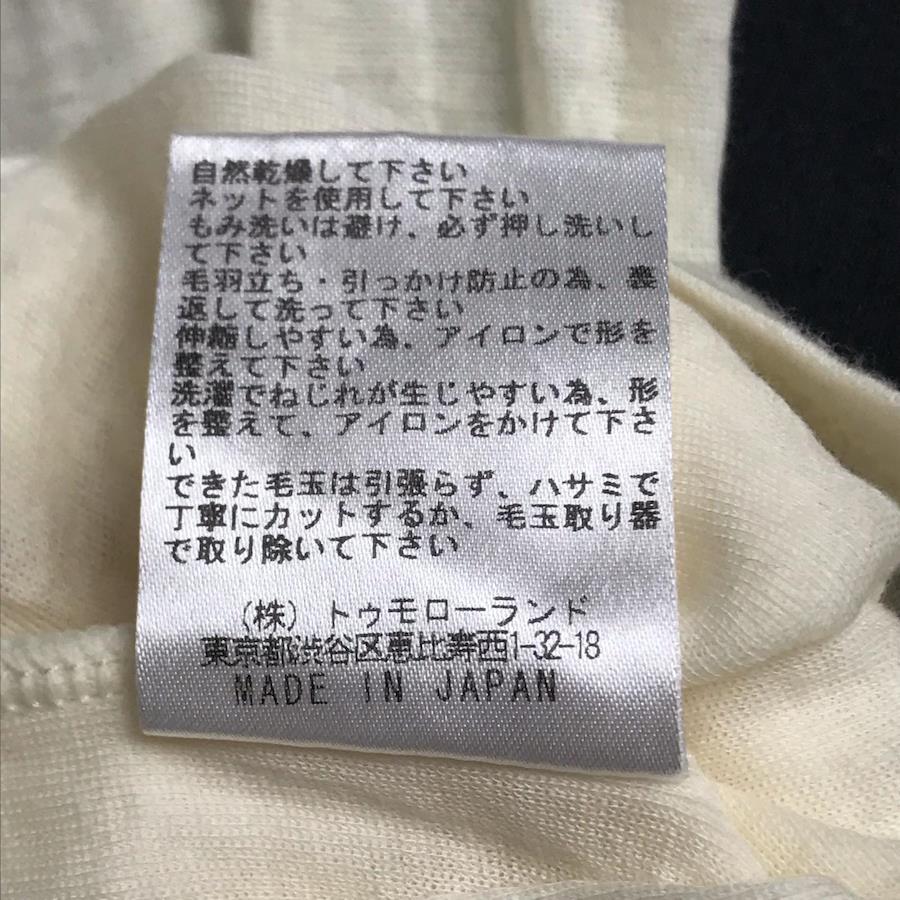 自然乾燥して下さい
ネットを使用して下さい
もみ洗いは避け、必ず押し洗いし
て下さい
毛羽立ち・引っかけ防止の為、裏
返して洗って下さい
伸縮しやすい為、アイロンで形を
整えて下さい
洗濯でねじれが生じやすい為、形
を整えて、アイロンをかけて下さ
い
できた毛玉は引張らず、ハサミで
丁寧にカットするか、毛玉取り器
で取り除いて下さい
(株)トゥモローランド
東京都渋谷区恵比寿西1-32-18
MADE IN JAPAN